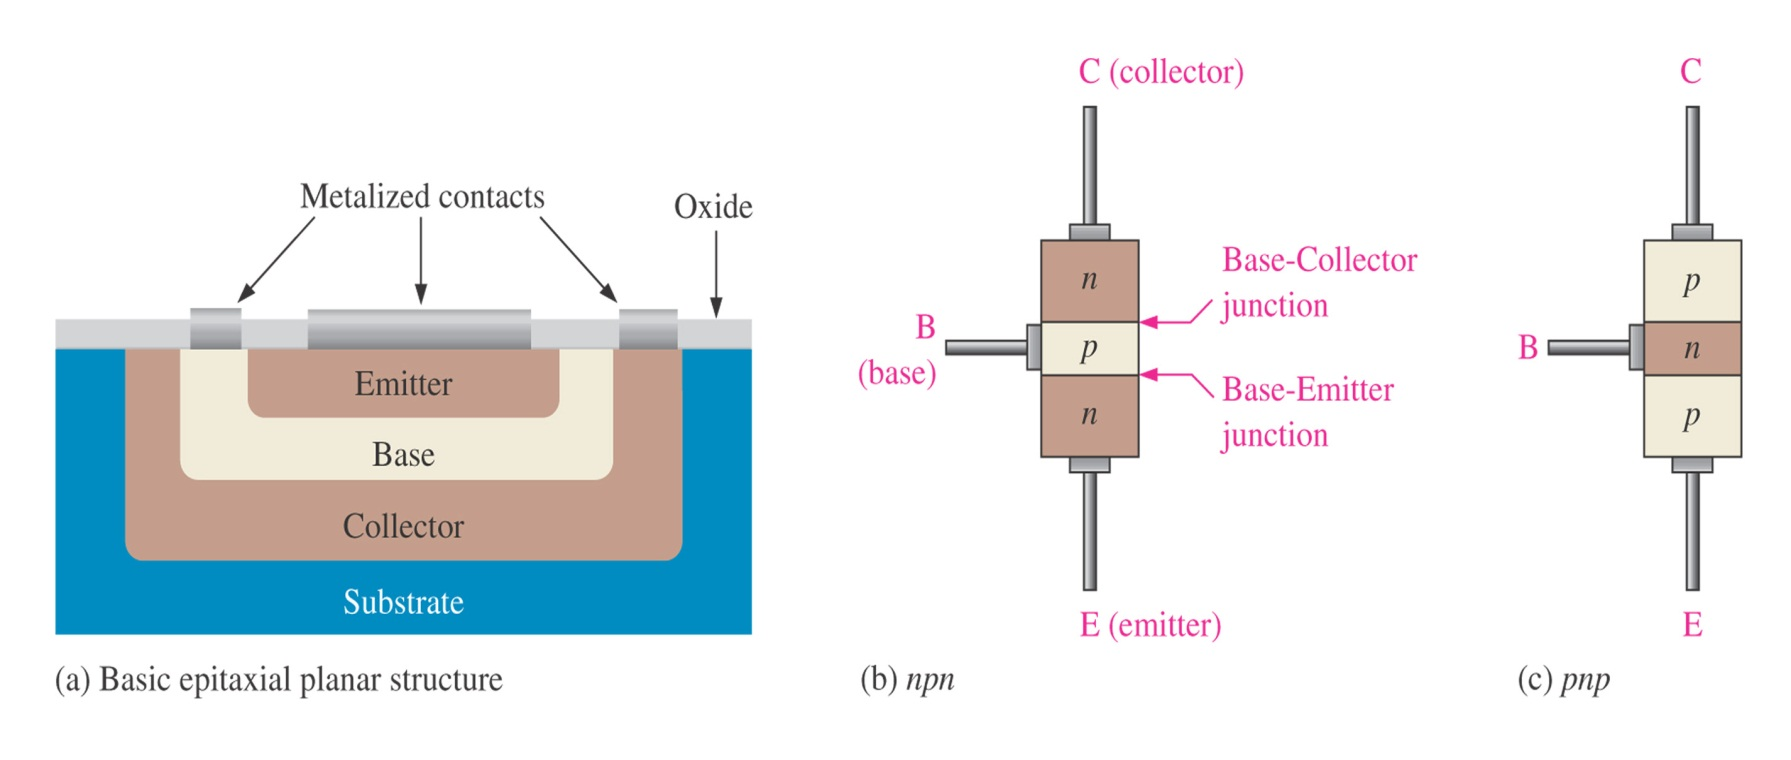 Metalized contacts
Oxide
Emitter
Base
Collector
Substrate
(a) Basic epitaxial planar structure
C (collector)
n
Base-Collector
junction
B
(base)
p
Base-Emitter
junction
n
E (emitter)
(b) npn
C
p
B
n
p
E
(c) pnp